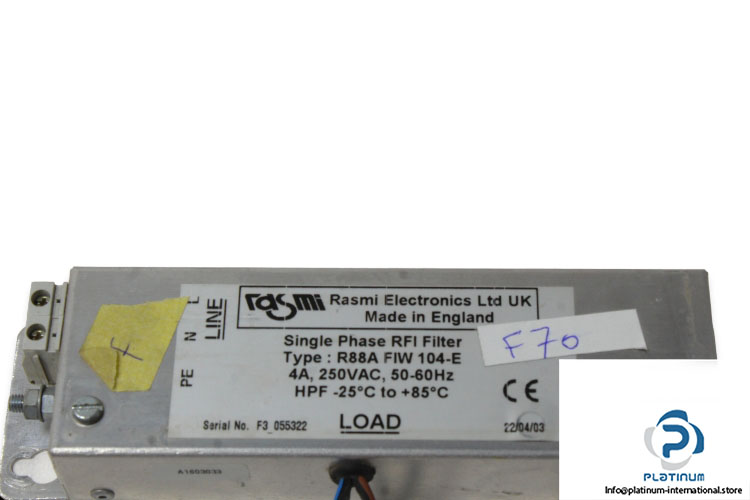 rasmi Rasmi Electronics Ltd UK
Made in England
L
N
PE
LINE
Single Phase RFI Filter
Type : R88A FIW 104-E
4A, 250VAC, 50-60Hz
HPF -25°C to +85°C
CE
LOAD
Serial No. F3_055322
22/04/03
F70
F
A1603033
PLATINUM
info@platinum-international.store